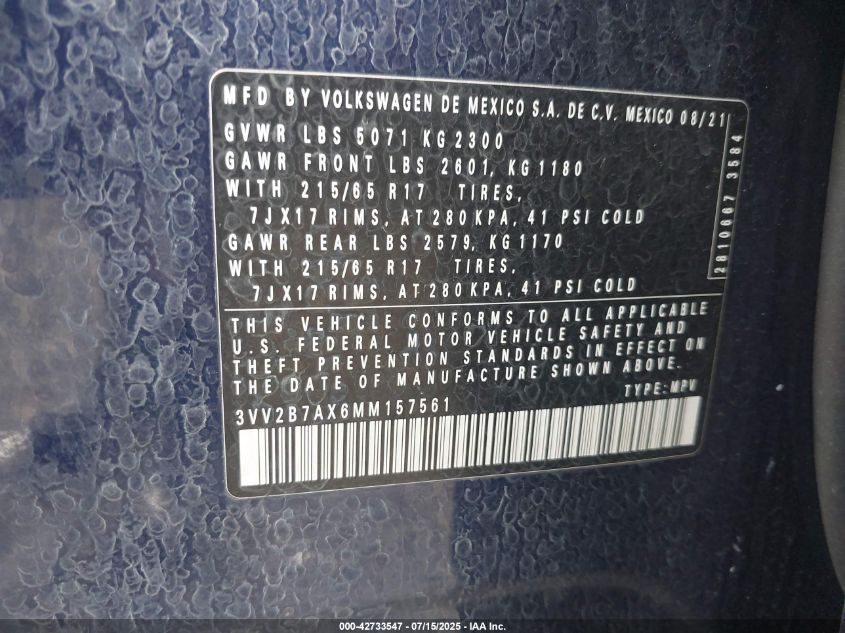 MFD BY VOLKSWAGEN DE MEXICO S.A. DE C.V. MEXICO 08/21
GVWR LBS 5071 KG 2300
GAWR FRONT LBS 2601, KG 1180
WITH 215/65 R17 TIRES,
7JX17 RIMS, AT 280 KPA, 41 PSI COLD
GAWR REAR LBS 2579, KG 1170
WITH 215/65 R17 TIRES,
7JX17 RIMS, AT 280 KPA, 41 PSI COLD
2810667 3584
THIS VEHICLE CONFORMS TO ALL APPLICABLE
U.S. FEDERAL MOTOR VEHICLE SAFETY AND
THEFT PREVENTION STANDARDS IN EFFECT ON
THE DATE OF MANUFACTURE SHOWN ABOVE.
TYPE: MPV
3VV2B7AX6MM157561
000-42733547 - 07/15/2025 - IAA Inc.